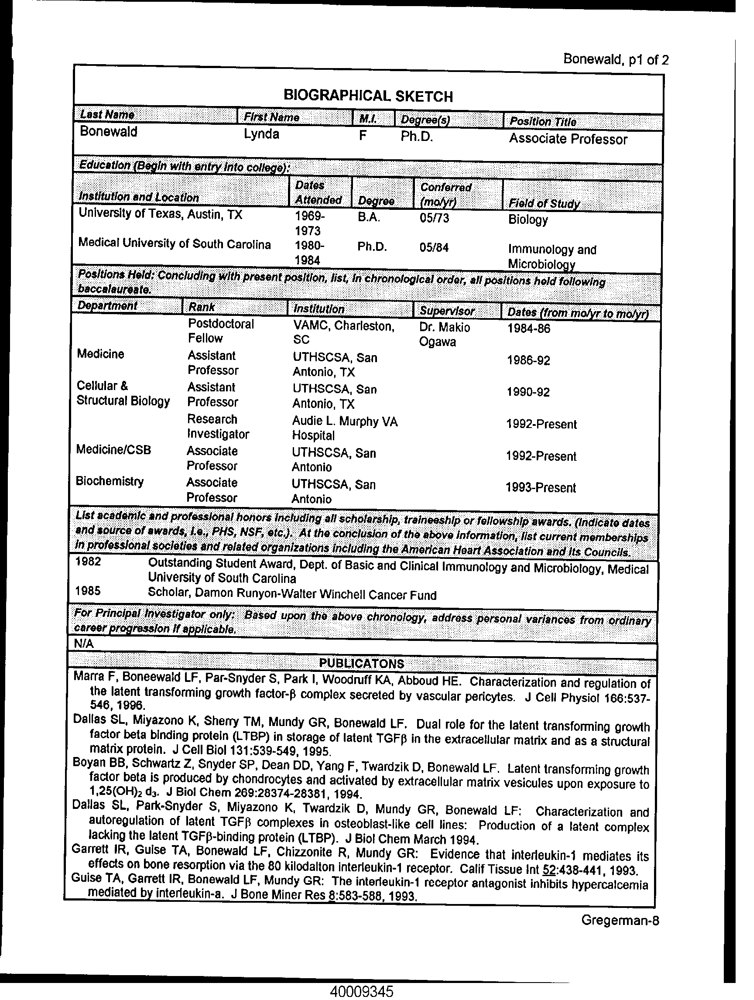 Bonewald, p1 of 2
BIOGRAPHICAL SKETCH
Last Name First Name M.I. Degree(s) Position Title
Bonewald Lynda F Ph.D. Associate Professor
Education (Begin with entry into college):
Institution and Location Dates Attended Degree Conferred (mo/yr) Field of Study
University of Texas, Austin, TX 1969-1973 B.A. 05/73 Biology
Medical University of South Carolina 1980-1984 Ph.D. 05/84 Immunology and Microbiology
Positions Held: Concluding with present position, list, in chronological order, all positions held following
baccalaureate.
Department Rank Institution Supervisor Dates (from mo/yr to mo/yr)
Postdoctoral Fellow VAMC, Charleston, SC Dr. Makio Ogawa 1984-86
Medicine Assistant Professor UTHSCSA, San Antonio, TX 1986-92
Cellular & Structural Biology Assistant Professor UTHSCSA, San Antonio, TX 1990-92
Research Investigator Audie L. Murphy VA Hospital 1992-Present
Medicine/CSB Associate Professor UTHSCSA, San Antonio 1992-Present
Biochemistry Associate Professor UTHSCSA, San Antonio 1993-Present
List academic and professional honors including all scholarship, traineeship or fellowship awards. (Indicate dates
and source of awards, i.e., PHS, NSF, etc.). At the conclusion of the above information, list current memberships
in professional societies and related organizations including the American Heart Association and its Councils.
1982 Outstanding Student Award, Dept. of Basic and Clinical Immunology and Microbiology, Medical
University of South Carolina
1985 Scholar, Damon Runyon-Walter Winchell Cancer Fund
For Principal Investigator only: Based upon the above chronology, address personal variances from ordinary
career progression if applicable.
N/A
PUBLICATONS
Marra F, Boneewald LF, Par-Snyder S, Park I, Woodruff KA, Abboud HE. Characterization and regulation of
the latent transforming growth factor-β complex secreted by vascular pericytes. J Cell Physiol 166:537-
546, 1996.
Dallas SL, Miyazono K, Sherry TM, Mundy GR, Bonewald LF. Dual role for the latent transforming growth
factor beta binding protein (LTBP) in storage of latent TGFβ in the extracellular matrix and as a structural
matrix protein. J Cell Biol 131:539-549, 1995.
Boyan BB, Schwartz Z, Snyder SP, Dean DD, Yang F, Twardzik D, Bonewald LF. Latent transforming growth
factor beta is produced by chondrocytes and activated by extracellular matrix vesicules upon exposure to
1,25(OH)₂ d₃. J Biol Chem 269:28374-28381, 1994.
Dallas SL, Park-Snyder S, Miyazono K, Twardzik D, Mundy GR, Bonewald LF: Characterization and
autoregulation of latent TGFβ complexes in osteoblast-like cell lines: Production of a latent complex
lacking the latent TGFβ-binding protein (LTBP). J Biol Chem March 1994.
Garrett IR, Guise TA, Bonewald LF, Chizzonite R, Mundy GR: Evidence that interleukin-1 mediates its
effects on bone resorption via the 80 kilodalton interleukin-1 receptor. Calif Tissue Int 52:438-441, 1993.
Guise TA, Garrett IR, Bonewald LF, Mundy GR: The interleukin-1 receptor antagonist inhibits hypercalcemia
mediated by interleukin-a. J Bone Miner Res 8:583-588, 1993.
Gregerman-8
40009345